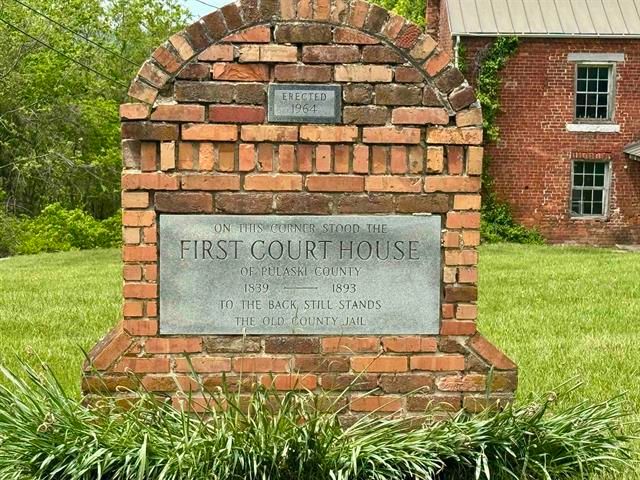 ERECTED
1964
ON THIS CORNER STOOD THE
FIRST COURT HOUSE
OF PULASKI COUNTY
1839 —— 1893
TO THE BACK, STILL STANDS
THE OLD COUNTY JAIL